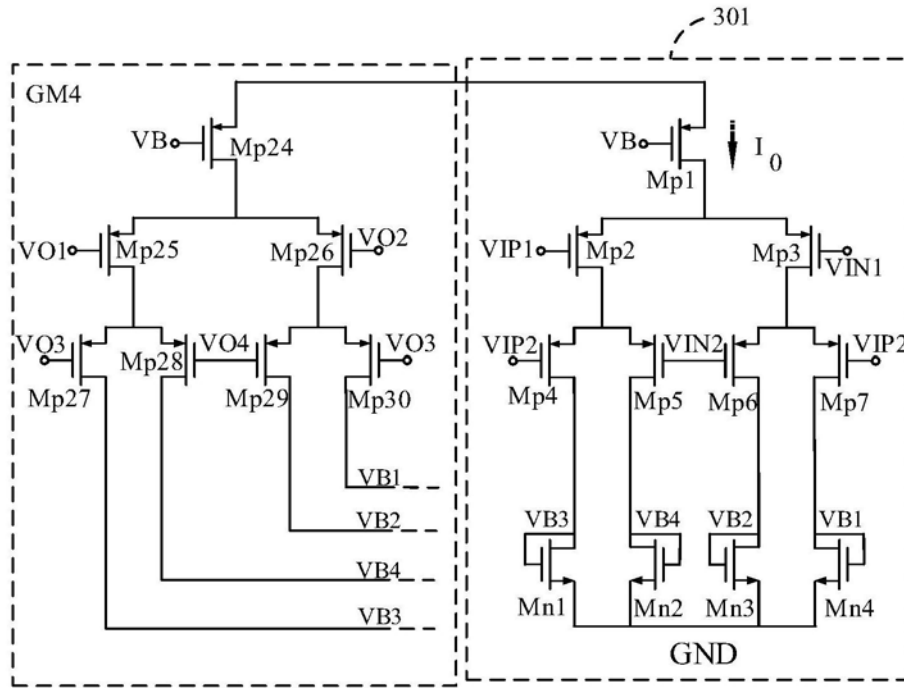 301
GM4
VB
Mp24
VB
Mp1
I0
VO1
Mp25
Mp26
VO2
VIP1
Mp2
Mp3
VIN1
VO3
Mp28
VO4
VO3
VIP2
VIN2
VIP2
Mp27
Mp29
Mp30
Mp4
Mp5
Mp6
Mp7
VB1
VB2
VB4
VB3
VB3
VB4
VB2
VB1
Mn1
Mn2
Mn3
Mn4
GND